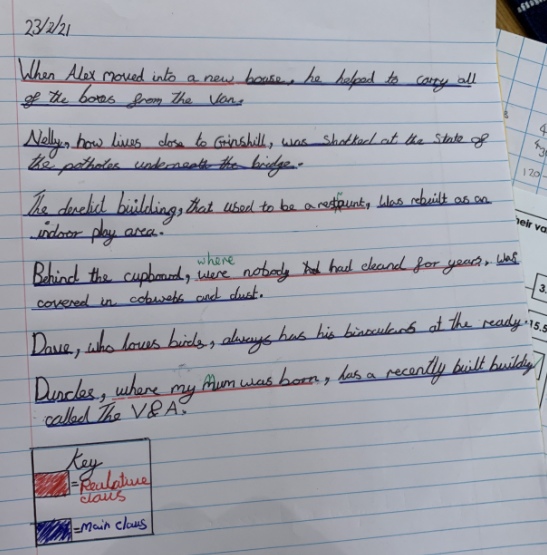 23/2/21
When Alex moved into a new house, he helped to carry all
of the boxes from the van.
Nelly, how lives close to Grinshill, was shocked at the state of
the potholes underneath the bridge.
The derelict building, that used to be a, was rebuilt as an
indoor play area.
where
Behind the cupboard, were nobody had cleand for years, was
covered in cobwebs and dust.
Dave, who loves birds, always has his binoculars at the ready.
Dundee, where my Mum was born, has a recently built building
called The V&A.
Key
= Realative
claus
= Main claus
their va
120
3.
15.5